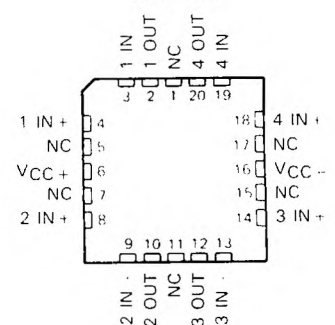 1 IN
1 OUT
NC
4 OUT
4 IN
3 2 1 20 19
1 IN + 4
18 4 IN +
NC 5
17 NC
VCC + 6
16 VCC -
NC 7
15 NC
2 IN + 8
14 3 IN +
9 10 11 12 13
2 IN -
2 OUT
NC
3 OUT
3 IN -